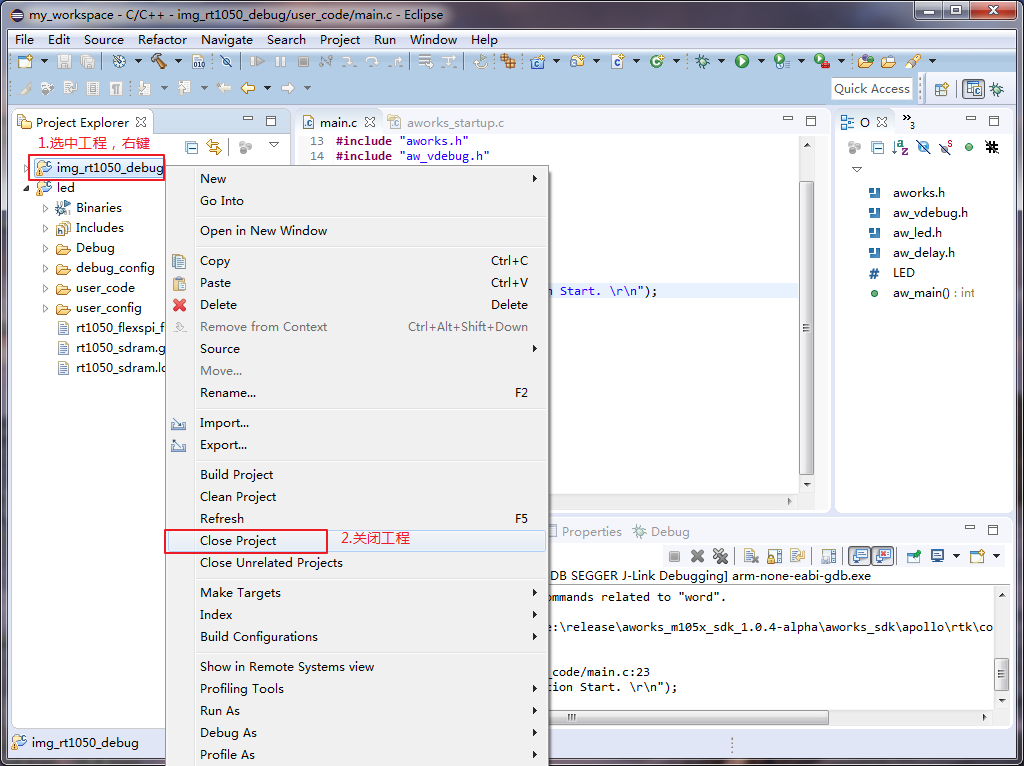 my_workspace - C/C++ - img_rt1050_debug/user_code/main.c - Eclipse
File Edit Source Refactor Navigate Search Project Run Window Help
Quick Access
Project Explorer
1.选中工程，右键
img_rt1050_debug
led
Binaries
Includes
Debug
debug_config
user_code
user_config
rt1050_flexspi_f
rt1050_sdram.g
rt1050_sdram.lc
main.c
aworks_startup.c
13 #include "aworks.h"
14 #include "aw_vdebug.h"
n Start. \r\n");
New
Go Into
Open in New Window
Copy Ctrl+C
Paste Ctrl+V
Delete Delete
Remove from Context Ctrl+Alt+Shift+Down
Source
Move...
Rename... F2
Import...
Export...
Build Project
Clean Project
Refresh F5
Close Project
2.关闭工程
Close Unrelated Projects
Make Targets
Index
Build Configurations
Show in Remote Systems view
Profiling Tools
Run As
Debug As
Profile As
O
3
aworks.h
aw_vdebug.h
aw_led.h
aw_delay.h
LED
aw_main() : int
Properties
Debug
DB SEGGER J-Link Debugging] arm-none-eabi-gdb.exe
ommands related to "word".
e:\release\aworks_m105x_sdk_1.0.4-alpha\aworks_sdk\apollo\rtk\co
_code/main.c:23
tion Start. \r\n");
img_rt1050_debug